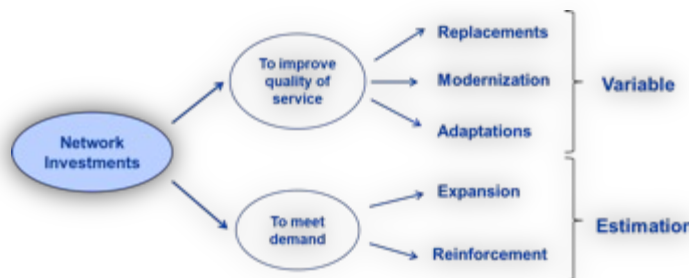 Network
Investments
To improve
quality of
service
Replacements
Modernization
Adaptations
Variable
To meet
demand
Expansion
Reinforcement
Estimation